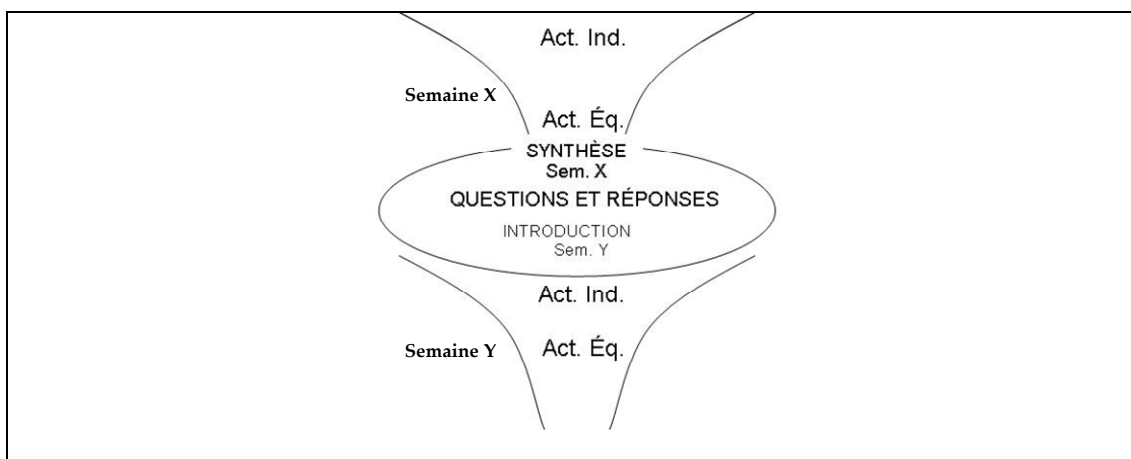 Act. Ind.
Semaine X
Act. Éq.
SYNTHÈSE
Sem. X
QUESTIONS ET RÉPONSES
INTRODUCTION
Sem. Y
Act. Ind.
Semaine Y
Act. Éq.